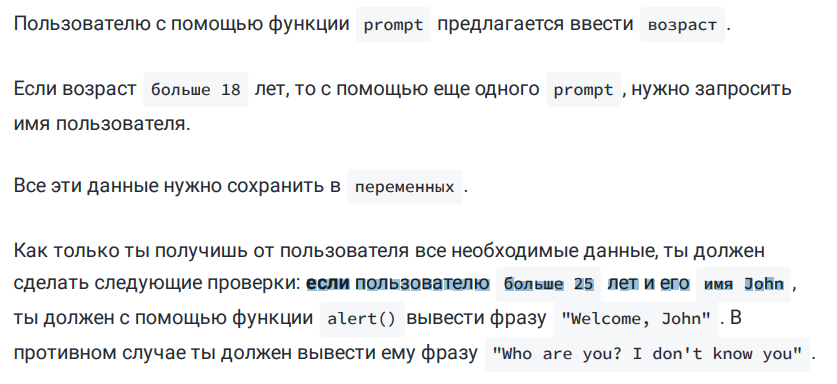 Пользователю с помощью функции prompt предлагается ввести возраст.
Если возраст больше 18 лет, то с помощью еще одного prompt, нужно запросить
имя пользователя.
Все эти данные нужно сохранить в переменных.
Как только ты получишь от пользователя все необходимые данные, ты должен
сделать следующие проверки: если пользователю больше 25 лет и его имя John,
ты должен с помощью функции alert() вывести фразу "Welcome, John". В
противном случае ты должен вывести ему фразу "Who are you? I don't know you".